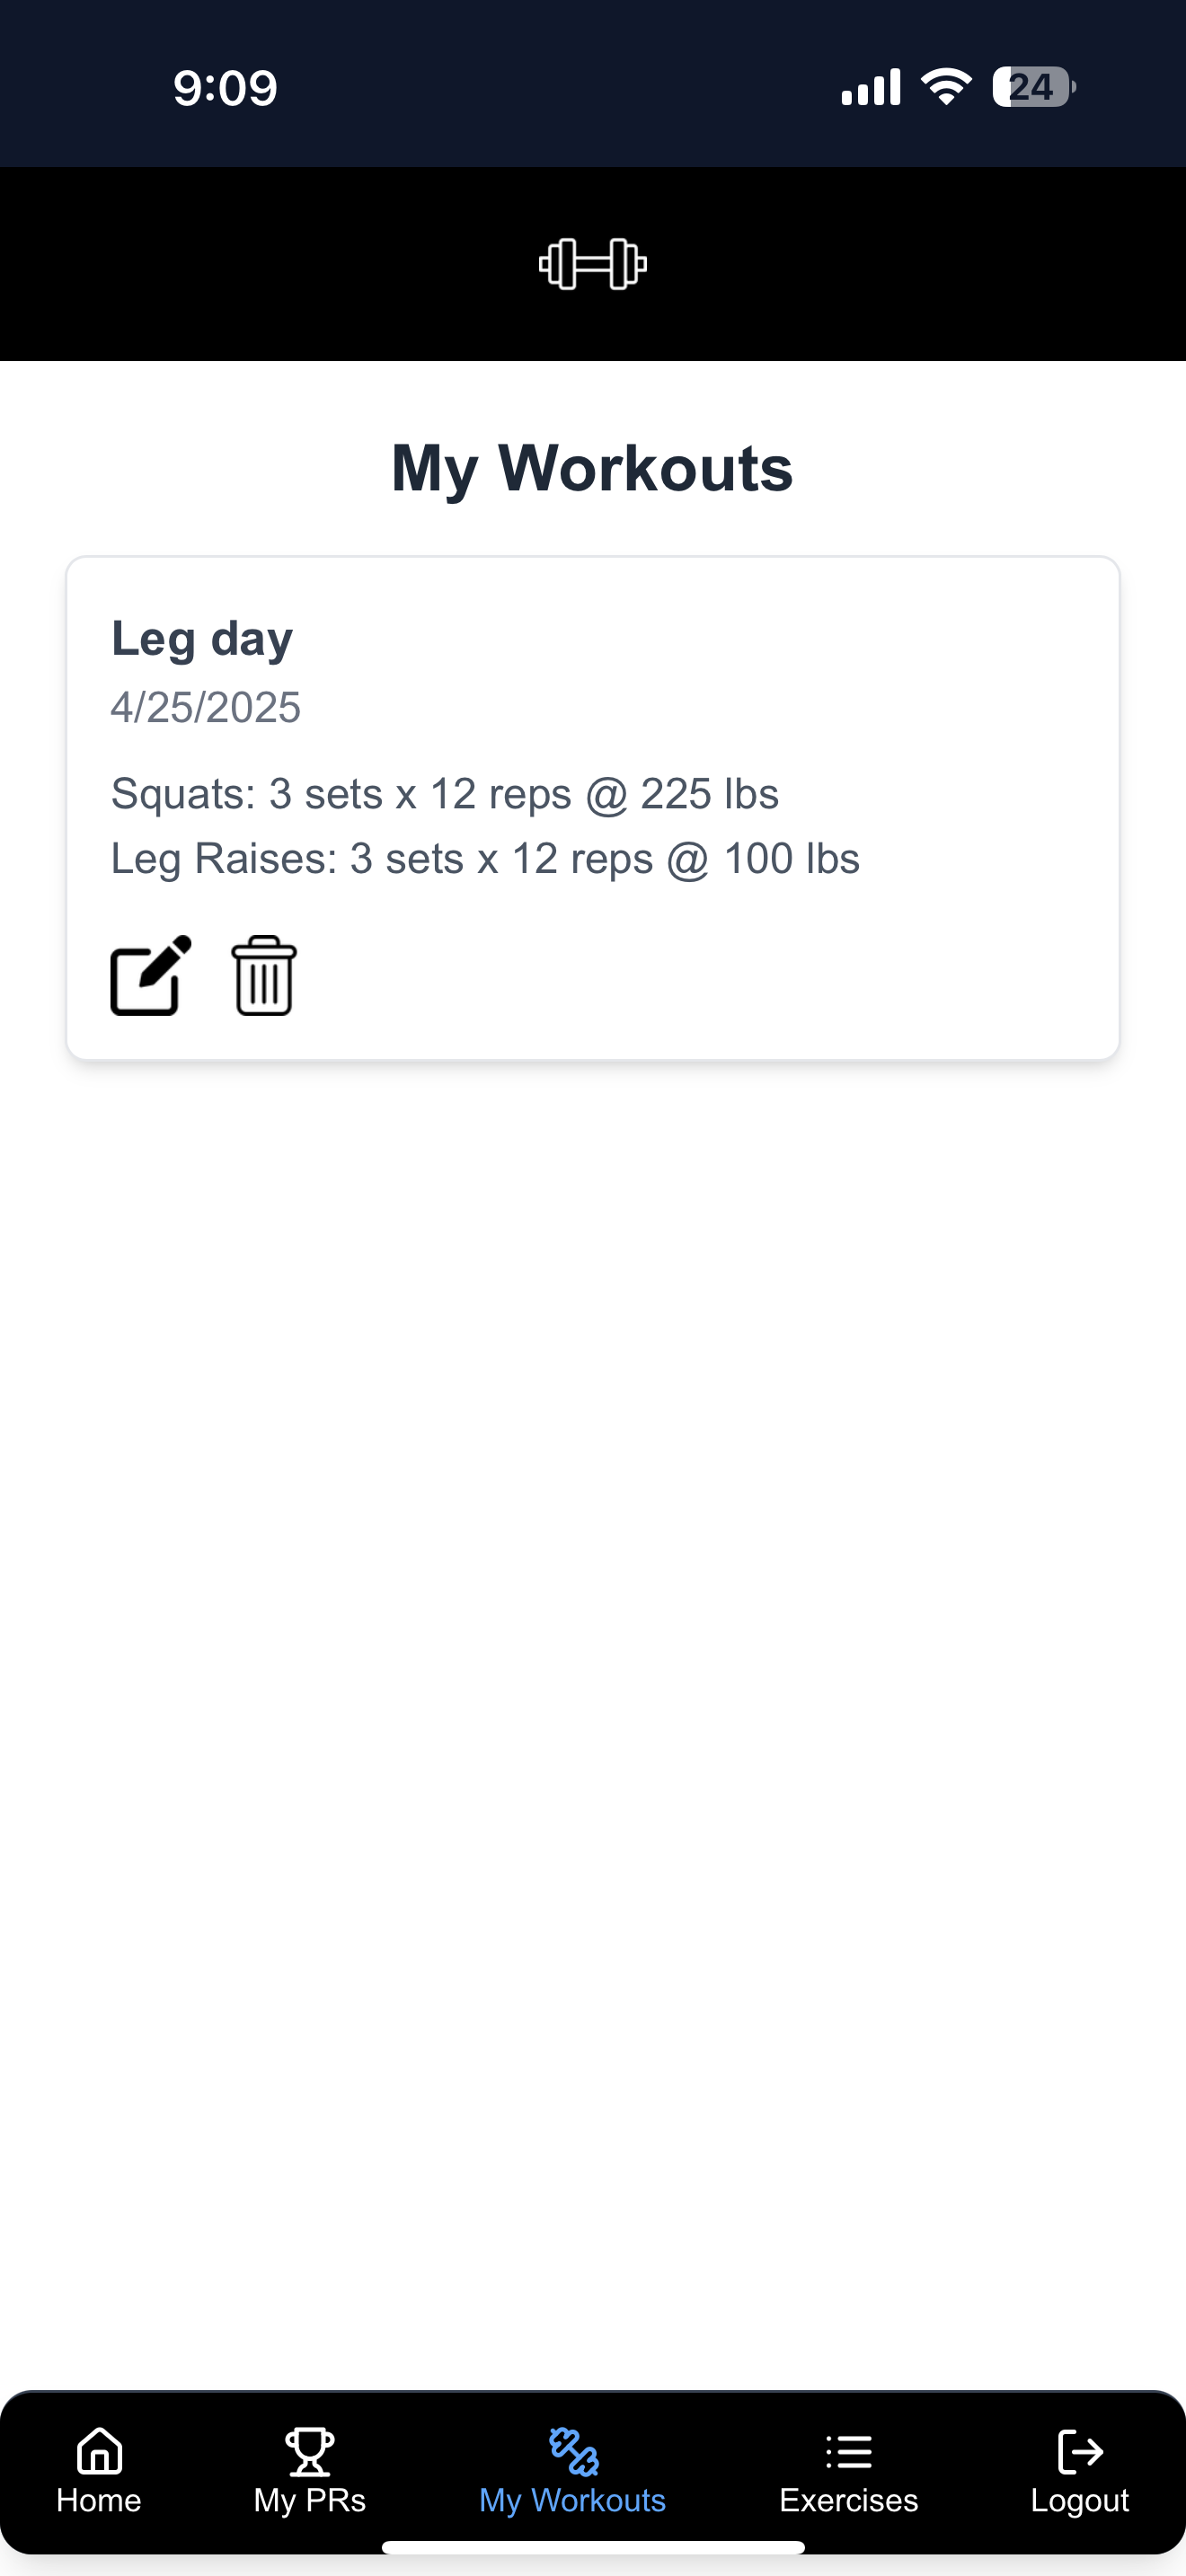 9:09
24
My Workouts
Leg day
4/25/2025
Squats: 3 sets x 12 reps @ 225 lbs
Leg Raises: 3 sets x 12 reps @ 100 lbs
Home
My PRs
My Workouts
Exercises
Logout